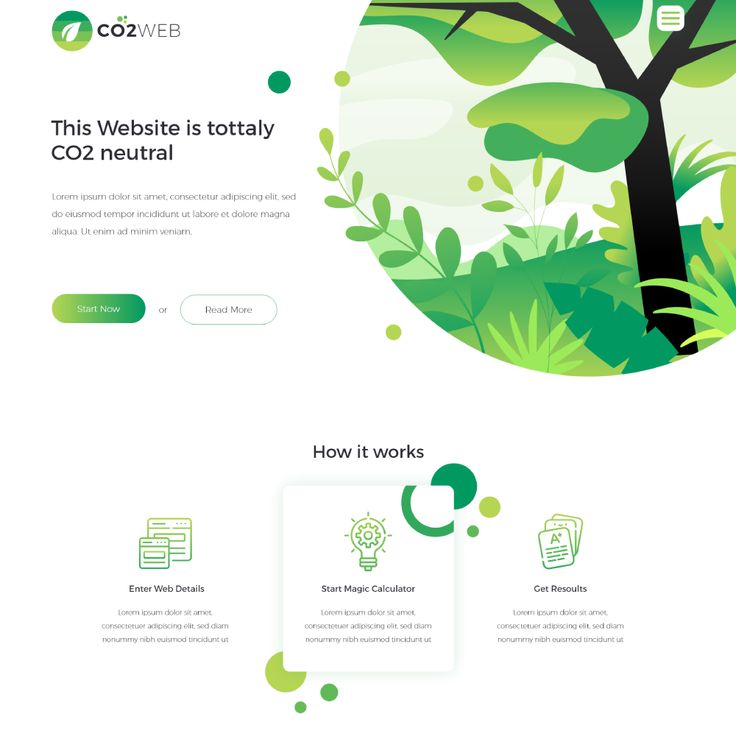 CO2WEB
This Website is tottaly
CO2 neutral
Lorem ipsum dolor sit amet, consectetur adipiscing elit, sed
do eiusmod tempor incididunt ut labore et dolore magna
aliqua. Ut enim ad minim veniam,
Start Now or Read More
How it works
A+
Enter Web Details
Lorem ipsum dolor sit amet,
consectetuer adipiscing elit, sed diam
nonummy nibh euismod tincidunt ut
Start Magic Calculator
Lorem ipsum dolor sit amet,
consectetuer adipiscing elit, sed diam
nonummy nibh euismod tincidunt ut
Get Resoults
Lorem ipsum dolor sit amet,
consectetuer adipiscing elit, sed diam
nonummy nibh euismod tincidunt ut